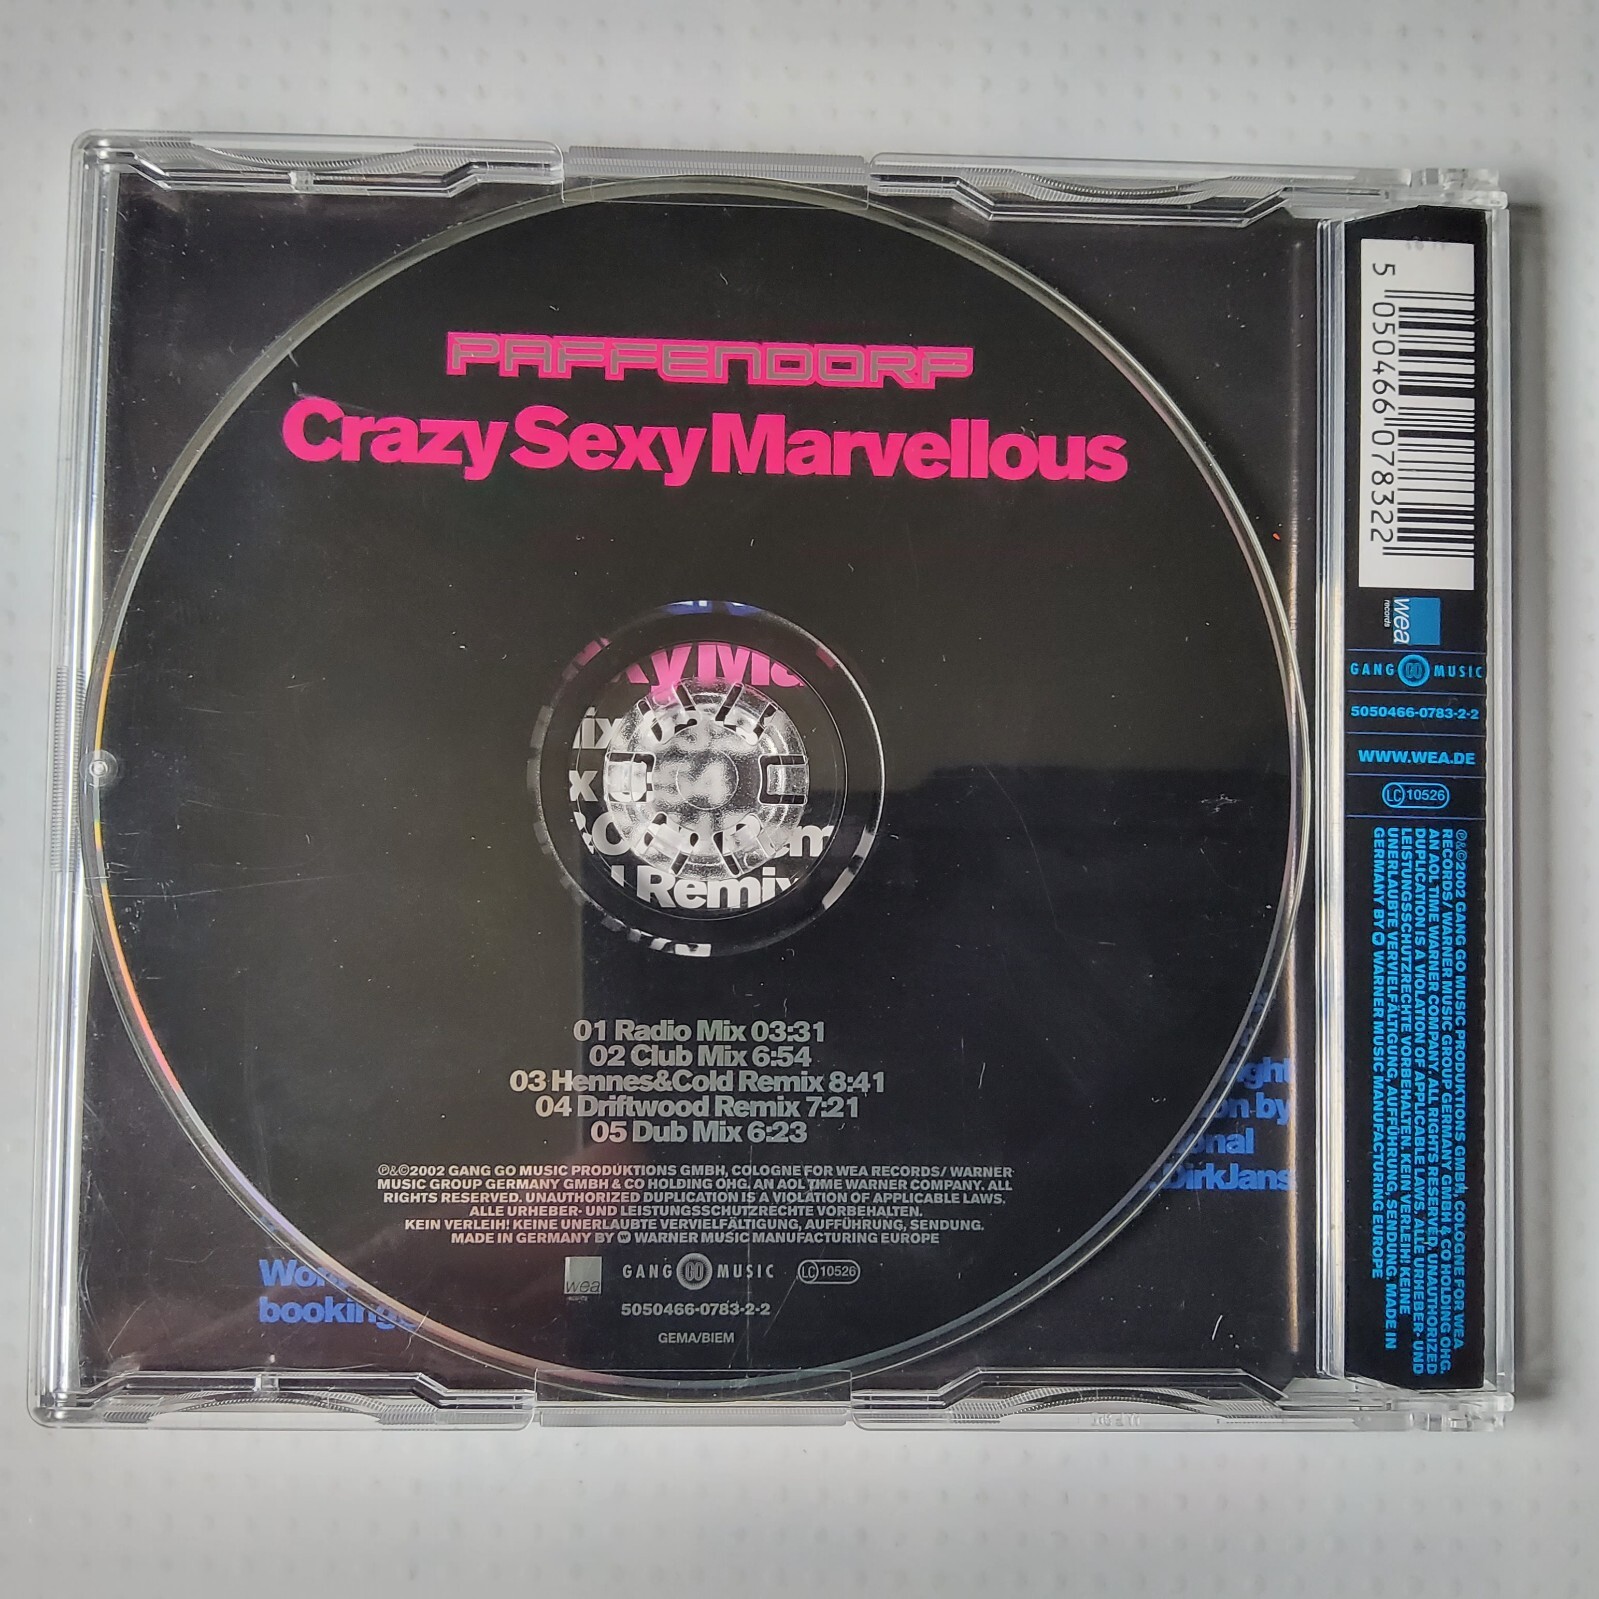 PAFFENDORF
Crazy Sexy Marvellous
01 Radio Mix 03:31
02 Club Mix 6:54
03 Hennes&Cold Remix 8:41
04 Driftwood Remix 7:21
05 Dub Mix 6:23
℗&©2002 GANG GO MUSIC PRODUKTIONS GMBH, COLOGNE FOR WEA RECORDS/ WARNER
MUSIC GROUP GERMANY GMBH & CO HOLDING OHG. AN AOL TIME WARNER COMPANY. ALL
RIGHTS RESERVED. UNAUTHORIZED DUPLICATION IS A VIOLATION OF APPLICABLE LAWS.
ALLE URHEBER- UND LEISTUNGSSCHUTZRECHTE VORBEHALTEN.
KEIN VERLEIH! KEINE UNERLAUBTE VERVIELFÄLTIGUNG, AUFFÜHRUNG, SENDUNG.
MADE IN GERMANY BY WARNER MUSIC MANUFACTURING EUROPE
wea
GANG GO MUSIC
LC 10526
5050466-0783-2-2
GEMA/BIEM
Remix
54
on by
DirkJans
booking
5 050466 078322
wea
records
GANG GO MUSIC
5050466-0783-2-2
WWW.WEA.DE
LC 10526
℗&©2002 GANG GO MUSIC PRODUKTIONS GMBH, COLOGNE FOR WEA
RECORDS/ WARNER MUSIC GROUP GERMANY GMBH & CO HOLDING OHG.
AN AOL TIME WARNER COMPANY. ALL RIGHTS RESERVED. UNAUTHORIZED
DUPLICATION IS A VIOLATION OF APPLICABLE LAWS. ALLE URHEBER- UND
LEISTUNGSSCHUTZRECHTE VORBEHALTEN. KEIN VERLEIH! KEINE
UNERLAUBTE VERVIELFÄLTIGUNG, AUFFÜHRUNG, SENDUNG. MADE IN
GERMANY BY WARNER MUSIC MANUFACTURING EUROPE